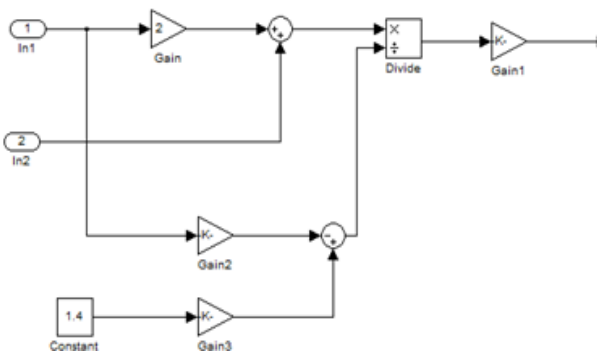 1
In1
2
Gain
+
+
×
÷
Divide
K-
Gain1
2
In2
K-
Gain2
-
+
1.4
Constant
K-
Gain3